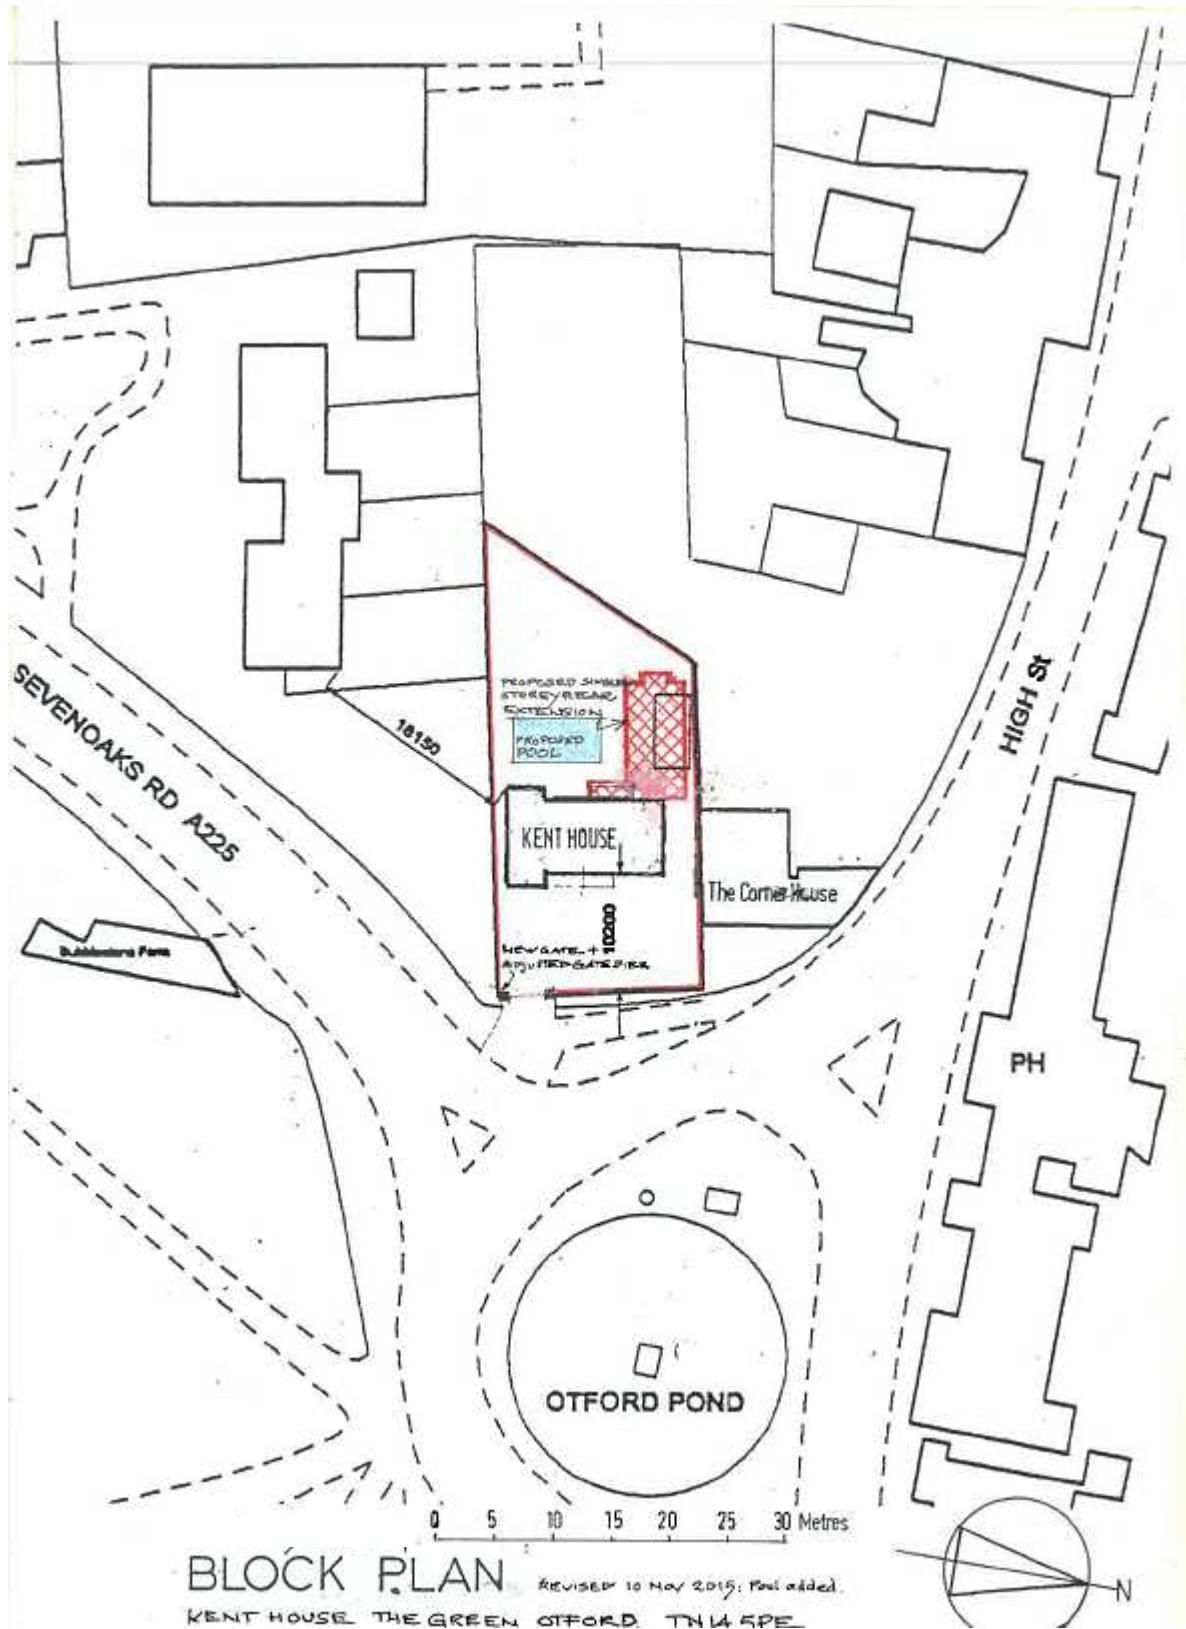 PROPOSED SINGLE
STOREY REAR
EXTENSION
PROPOSED
POOL
18150
KENT HOUSE
The Corner House
10200
NEW GATE +
ADJUSTED GATE PIER
SEVENOAKS RD A225
HIGH St
PH
OTFORD POND
0 5 10 15 20 25 30 Metres
BLOCK PLAN REVISED 10 NOV 2015: Pool added.
KENT HOUSE THE GREEN OTFORD. TN14 5PE
N